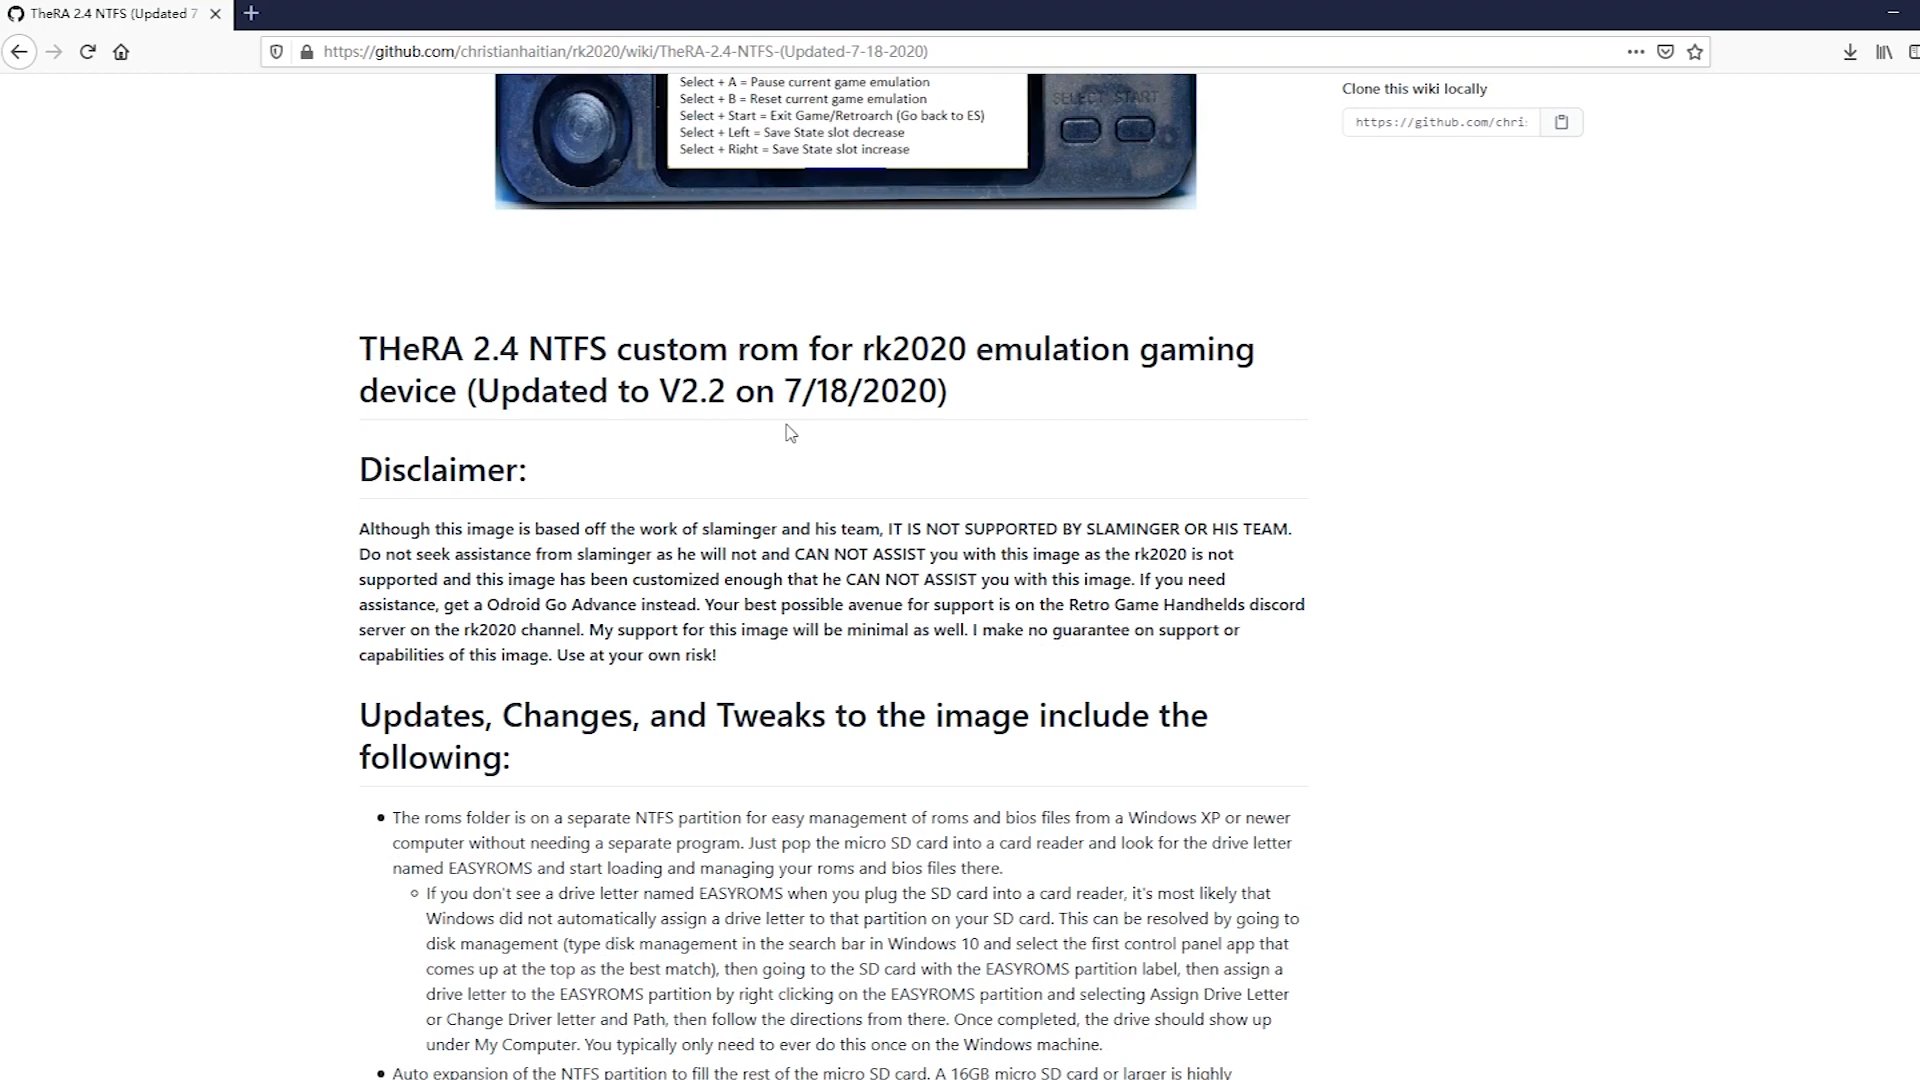 TheRA 2.4 NTFS (Updated 7
https://github.com/christianhaitian/rk2020/wiki/TheRA-2.4-NTFS-(Updated-7-18-2020)
Select + A = Pause current game emulation
Select + B = Reset current game emulation
Select + Start = Exit Game/Retroarch (Go back to ES)
Select + Left = Save State slot decrease
Select + Right = Save State slot increase
SELECT START
Clone this wiki locally
https://github.com/chri
THeRA 2.4 NTFS custom rom for rk2020 emulation gaming
device (Updated to V2.2 on 7/18/2020)
Disclaimer:
Although this image is based off the work of slaminger and his team, IT IS NOT SUPPORTED BY SLAMINGER OR HIS TEAM.
Do not seek assistance from slaminger as he will not and CAN NOT ASSIST you with this image as the rk2020 is not
supported and this image has been customized enough that he CAN NOT ASSIST you with this image. If you need
assistance, get a Odroid Go Advance instead. Your best possible avenue for support is on the Retro Game Handhelds discord
server on the rk2020 channel. My support for this image will be minimal as well. I make no guarantee on support or
capabilities of this image. Use at your own risk!
Updates, Changes, and Tweaks to the image include the
following:
The roms folder is on a separate NTFS partition for easy management of roms and bios files from a Windows XP or newer
computer without needing a separate program. Just pop the micro SD card into a card reader and look for the drive letter
named EASYROMS and start loading and managing your roms and bios files there.
If you don't see a drive letter named EASYROMS when you plug the SD card into a card reader, it's most likely that
Windows did not automatically assign a drive letter to that partition on your SD card. This can be resolved by going to
disk management (type disk management in the search bar in Windows 10 and select the first control panel app that
comes up at the top as the best match), then going to the SD card with the EASYROMS partition label, then assign a
drive letter to the EASYROMS partition by right clicking on the EASYROMS partition and selecting Assign Drive Letter
or Change Driver letter and Path, then follow the directions from there. Once completed, the drive should show up
under My Computer. You typically only need to ever do this once on the Windows machine.
Auto expansion of the NTFS partition to fill the rest of the micro SD card. A 16GB micro SD card or larger is highly